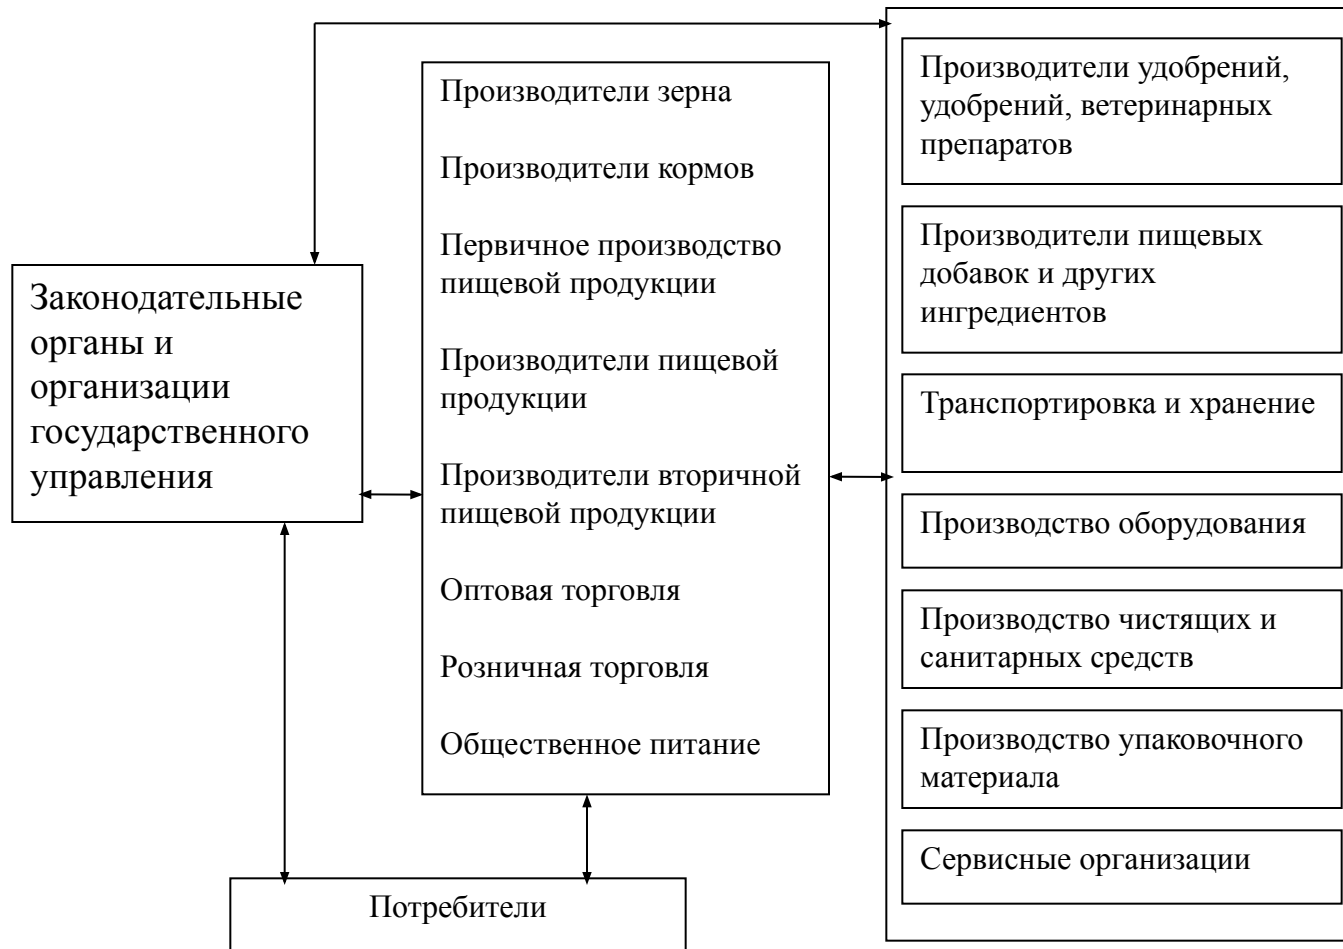 Законодательные
органы и
организации
государственного
управления
Производители зерна
Производители кормов
Первичное производство
пищевой продукции
Производители пищевой
продукции
Производители вторичной
пищевой продукции
Оптовая торговля
Розничная торговля
Общественное питание
Производители удобрений,
удобрений, ветеринарных
препаратов
Производители пищевых
добавок и других
ингредиентов
Транспортировка и хранение
Производство оборудования
Производство чистящих и
санитарных средств
Производство упаковочного
материала
Сервисные организации
Потребители